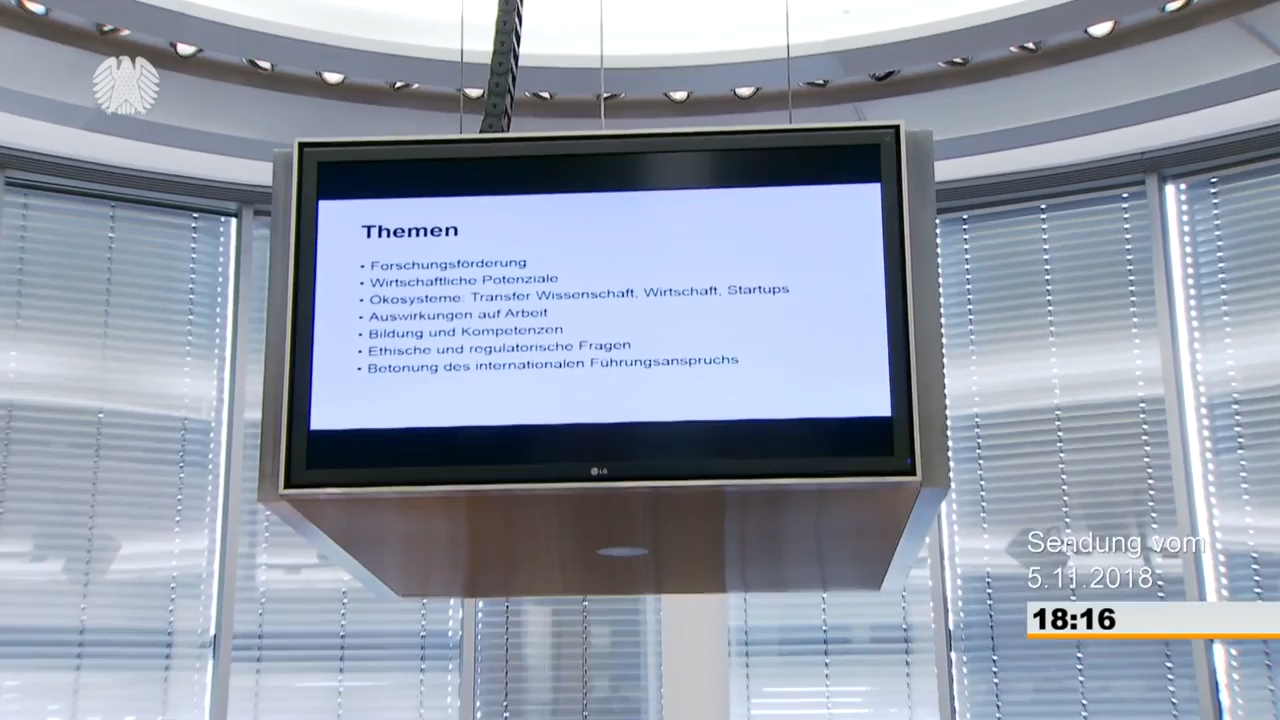 Themen
• Forschungsförderung
• Wirtschaftliche Potenziale
• Ökosysteme: Transfer Wissenschaft, Wirtschaft, Startups
• Auswirkungen auf Arbeit
• Bildung und Kompetenzen
• Ethische und regulatorische Fragen
• Betonung des internationalen Führungsanspruchs
LG
Sendung vom
5.11.2018
18:16